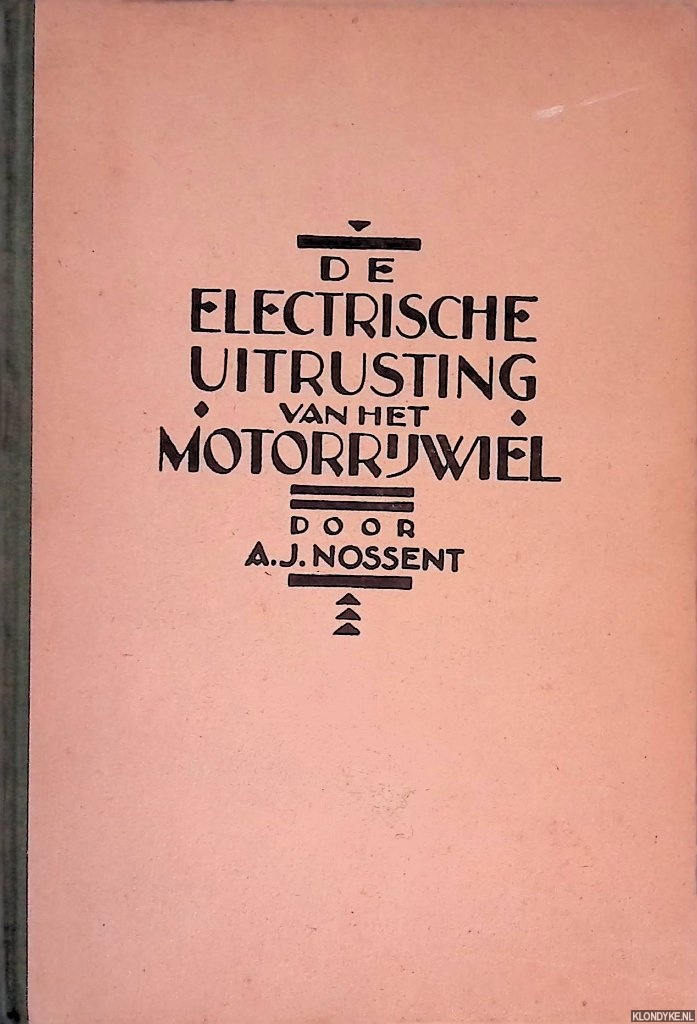 DE
ELECTRISCHE
UITRUSTING
VAN HET
MOTORRIJWIEL
DOOR
A.J. NOSSENT
KLONDYKE.NL